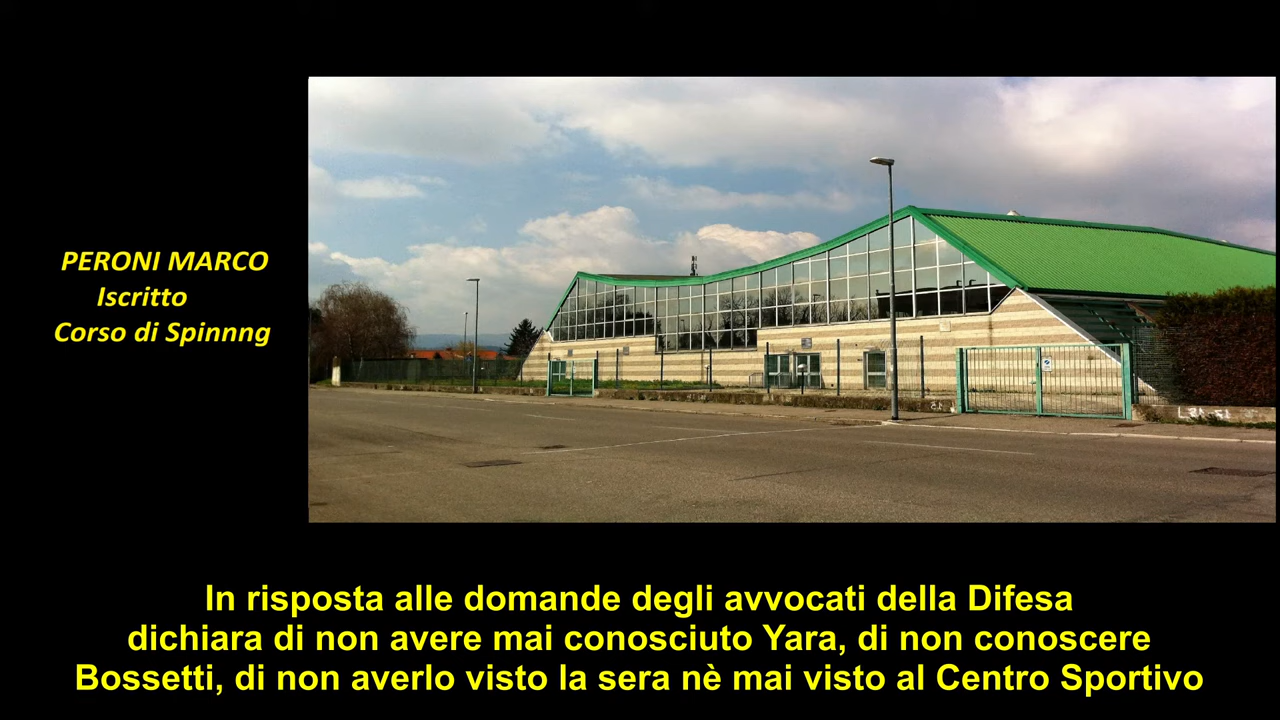 PERONI MARCO
Iscritto
Corso di Spinnng
In risposta alle domande degli avvocati della Difesa
dichiara di non avere mai conosciuto Yara, di non conoscere
Bossetti, di non averlo visto la sera nè mai visto al Centro Sportivo